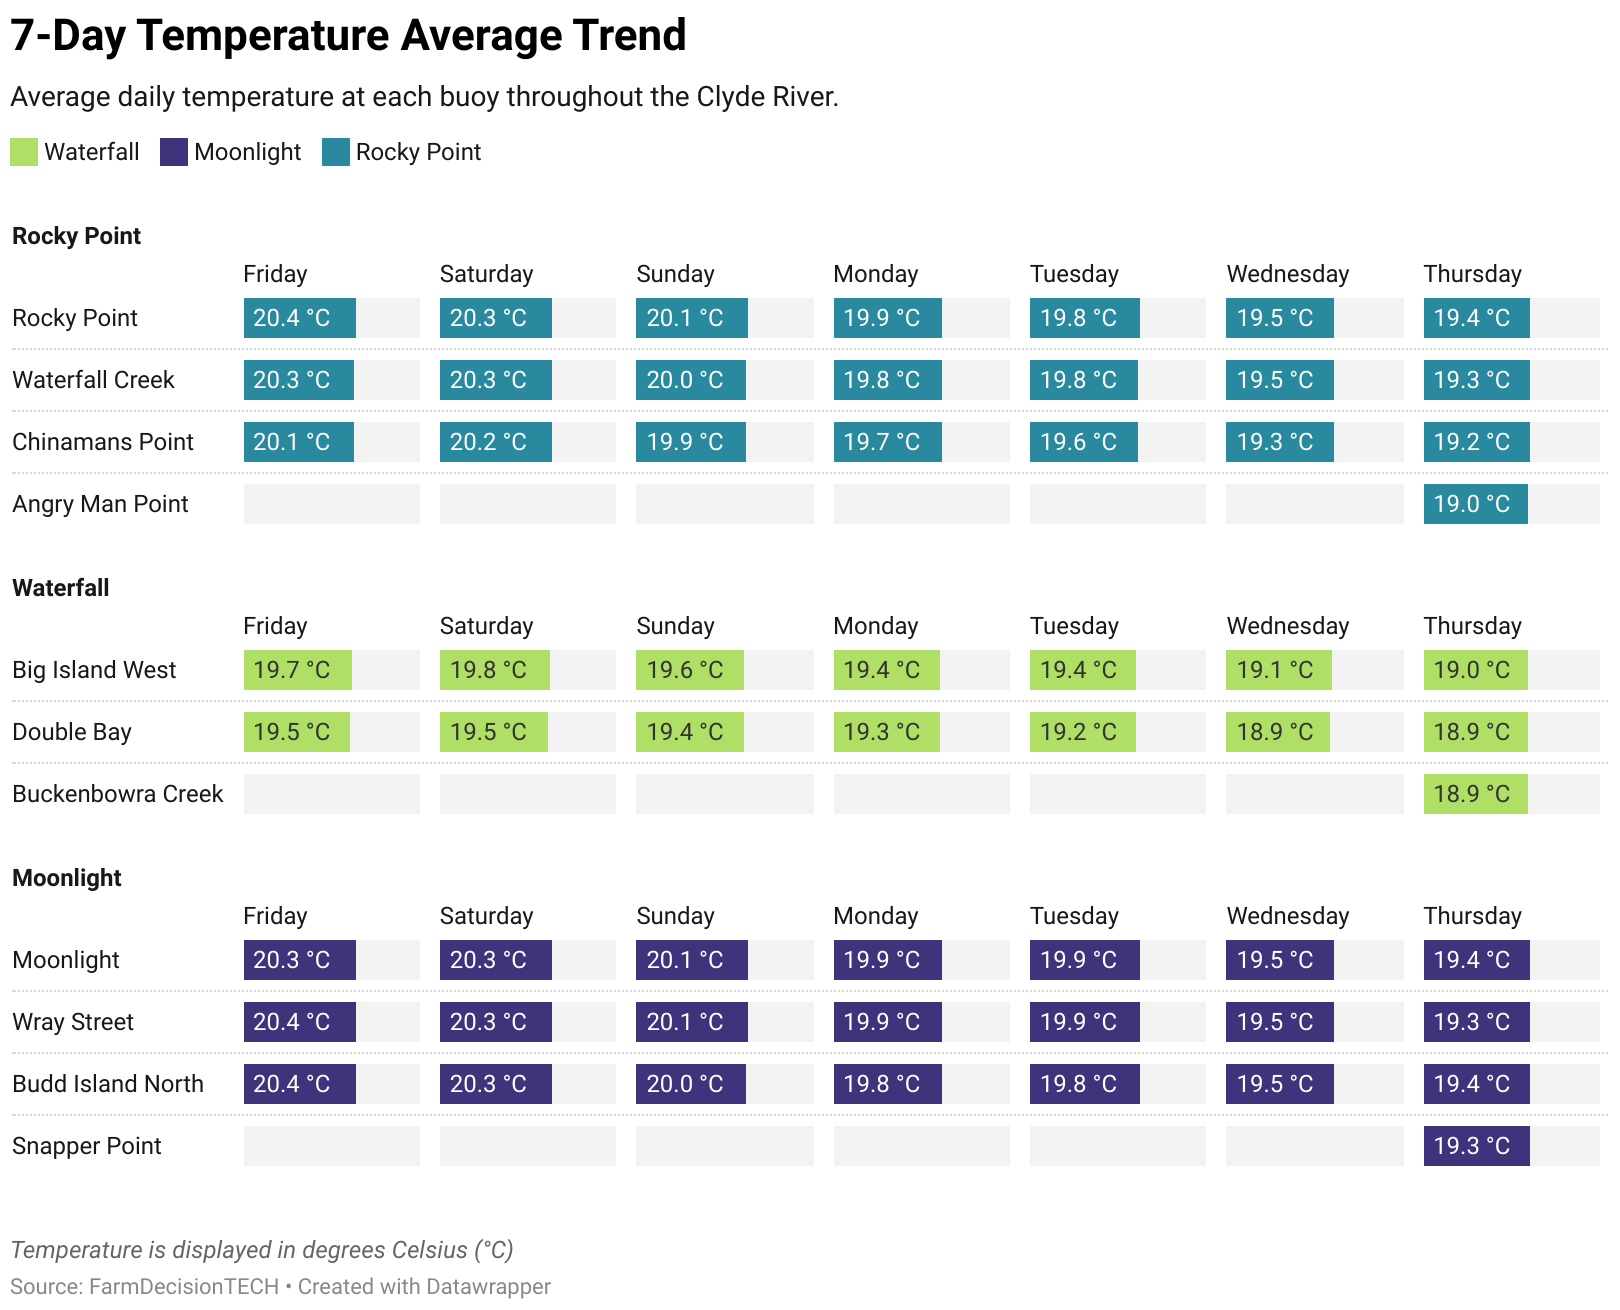 7-Day Temperature Average Trend
Average daily temperature at each buoy throughout the Clyde River.
Waterfall Moonlight Rocky Point
Rocky Point
Friday Saturday Sunday Monday Tuesday Wednesday Thursday
Rocky Point 20.4 °C 20.3 °C 20.1 °C 19.9 °C 19.8 °C 19.5 °C 19.4 °C
Waterfall Creek 20.3 °C 20.3 °C 20.0 °C 19.8 °C 19.8 °C 19.5 °C 19.3 °C
Chinamans Point 20.1 °C 20.2 °C 19.9 °C 19.7 °C 19.6 °C 19.3 °C 19.2 °C
Angry Man Point 19.0 °C
Waterfall
Friday Saturday Sunday Monday Tuesday Wednesday Thursday
Big Island West 19.7 °C 19.8 °C 19.6 °C 19.4 °C 19.4 °C 19.1 °C 19.0 °C
Double Bay 19.5 °C 19.5 °C 19.4 °C 19.3 °C 19.2 °C 18.9 °C 18.9 °C
Buckenbowra Creek 18.9 °C
Moonlight
Friday Saturday Sunday Monday Tuesday Wednesday Thursday
Moonlight 20.3 °C 20.3 °C 20.1 °C 19.9 °C 19.9 °C 19.5 °C 19.4 °C
Wray Street 20.4 °C 20.3 °C 20.1 °C 19.9 °C 19.9 °C 19.5 °C 19.3 °C
Budd Island North 20.4 °C 20.3 °C 20.0 °C 19.8 °C 19.8 °C 19.5 °C 19.4 °C
Snapper Point 19.3 °C
Temperature is displayed in degrees Celsius (°C)
Source: FarmDecisionTECH • Created with Datawrapper